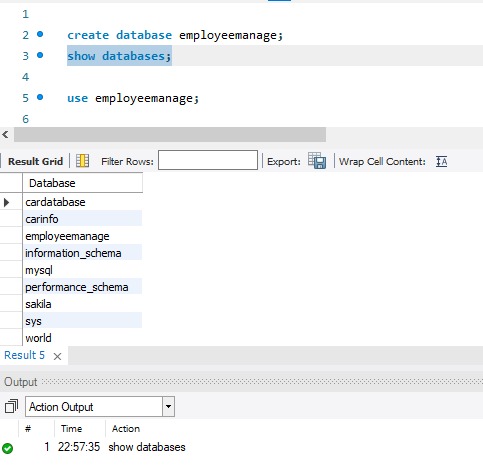 1
2 create database employeemanage;
3 show databases;
4
5 use employeemanage;
6
Result Grid Filter Rows: Export: Wrap Cell Content: IA
Database
cardatabase
carinfo
employeemanage
information_schema
mysql
performance_schema
sakila
sys
world
Result 5 ×
Output
Action Output
# Time Action
1 22:57:35 show databases